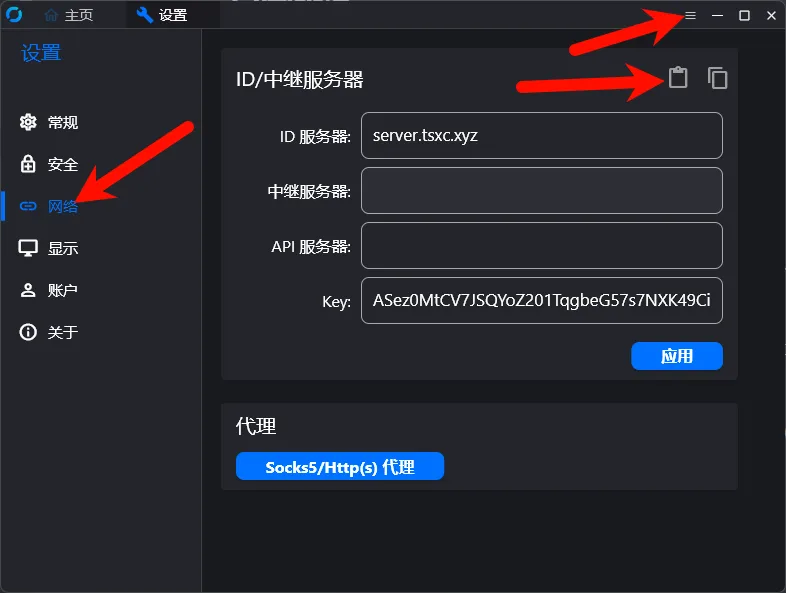 主页
设置
设置
常规
安全
网络
显示
账户
关于
ID/中继服务器
ID 服务器:
server.tsxc.xyz
中继服务器:
API 服务器:
Key:
ASez0MtCV7JSQYoZ201TqgbeG57s7NXK49Ci
应用
代理
Socks5/Http(s) 代理